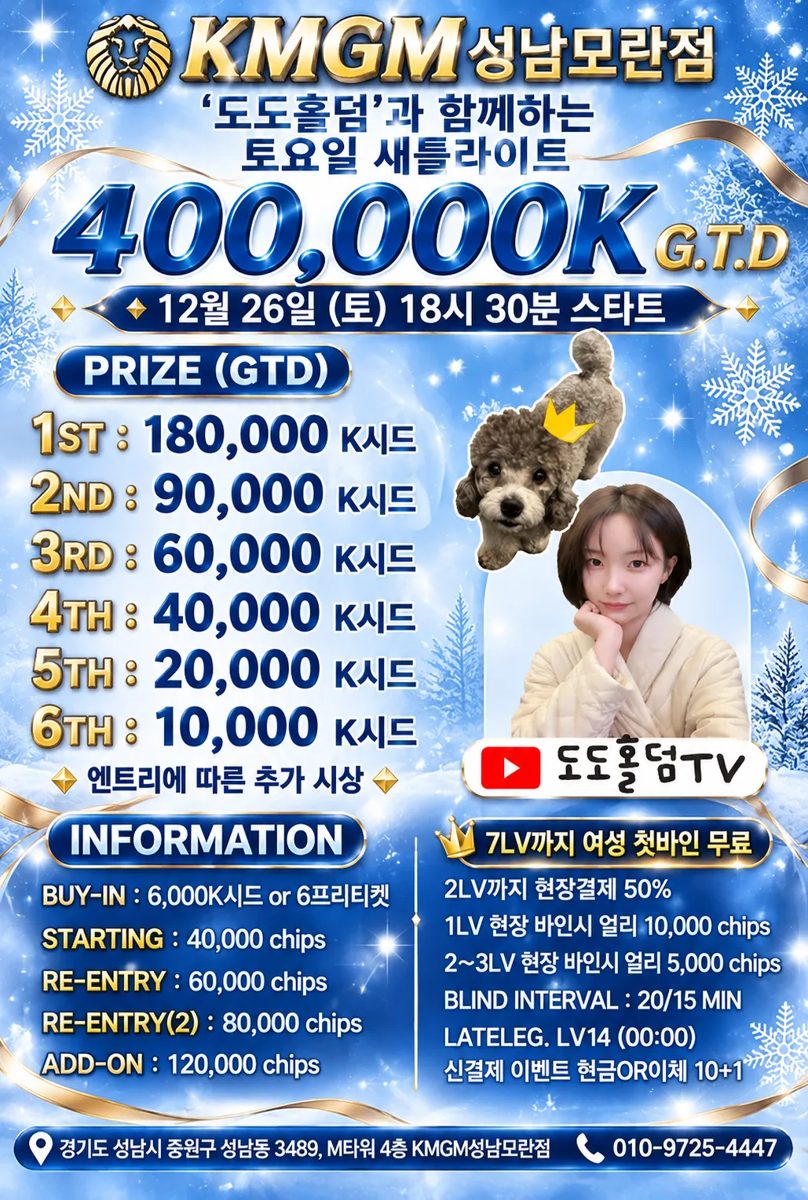 KMGM 성남모란점
'도도홀덤'과 함께하는
토요일 새틀라이트
400,000K G.T.D
12월 26일 (토) 18시 30분 스타트
PRIZE (GTD)
1ST : 180,000 K시드
2ND : 90,000 K시드
3RD : 60,000 K시드
4TH : 40,000 K시드
5TH : 20,000 K시드
6TH : 10,000 K시드
엔트리에 따른 추가 시상
도도홀덤TV
INFORMATION
BUY-IN : 6,000K시드 or 6프리티켓
STARTING : 40,000 chips
RE-ENTRY : 60,000 chips
RE-ENTRY(2) : 80,000 chips
ADD-ON : 120,000 chips
7LV까지 여성 첫바인 무료
2LV까지 현장결제 50%
1LV 현장 바인시 얼리 10,000 chips
2~3LV 현장 바인시 얼리 5,000 chips
BLIND INTERVAL : 20/15 MIN
LATELEG. LV14 (00:00)
신결제 이벤트 현금OR이체 10+1
경기도 성남시 중원구 성남동 3489, M타워 4층 KMGM성남모란점
010-9725-4447